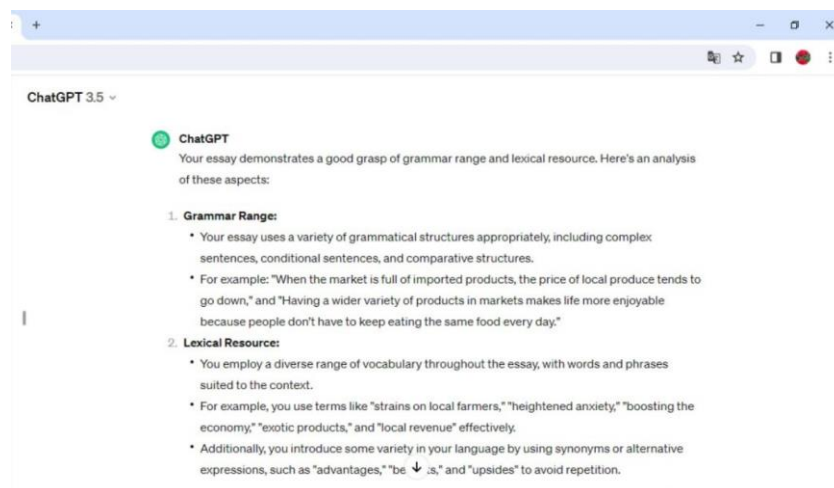 ChatGPT 3.5
ChatGPT
Your essay demonstrates a good grasp of grammar range and lexical resource. Here's an analysis
of these aspects:
1. Grammar Range:
• Your essay uses a variety of grammatical structures appropriately, including complex
sentences, conditional sentences, and comparative structures.
• For example: "When the market is full of imported products, the price of local produce tends to
go down," and "Having a wider variety of products in markets makes life more enjoyable
because people don't have to keep eating the same food every day."
2. Lexical Resource:
• You employ a diverse range of vocabulary throughout the essay, with words and phrases
suited to the context.
• For example, you use terms like "strains on local farmers," "heightened anxiety," "boosting the
economy," "exotic products," and "local revenue" effectively.
• Additionally, you introduce some variety in your language by using synonyms or alternative
expressions, such as "advantages," and "upsides" to avoid repetition.